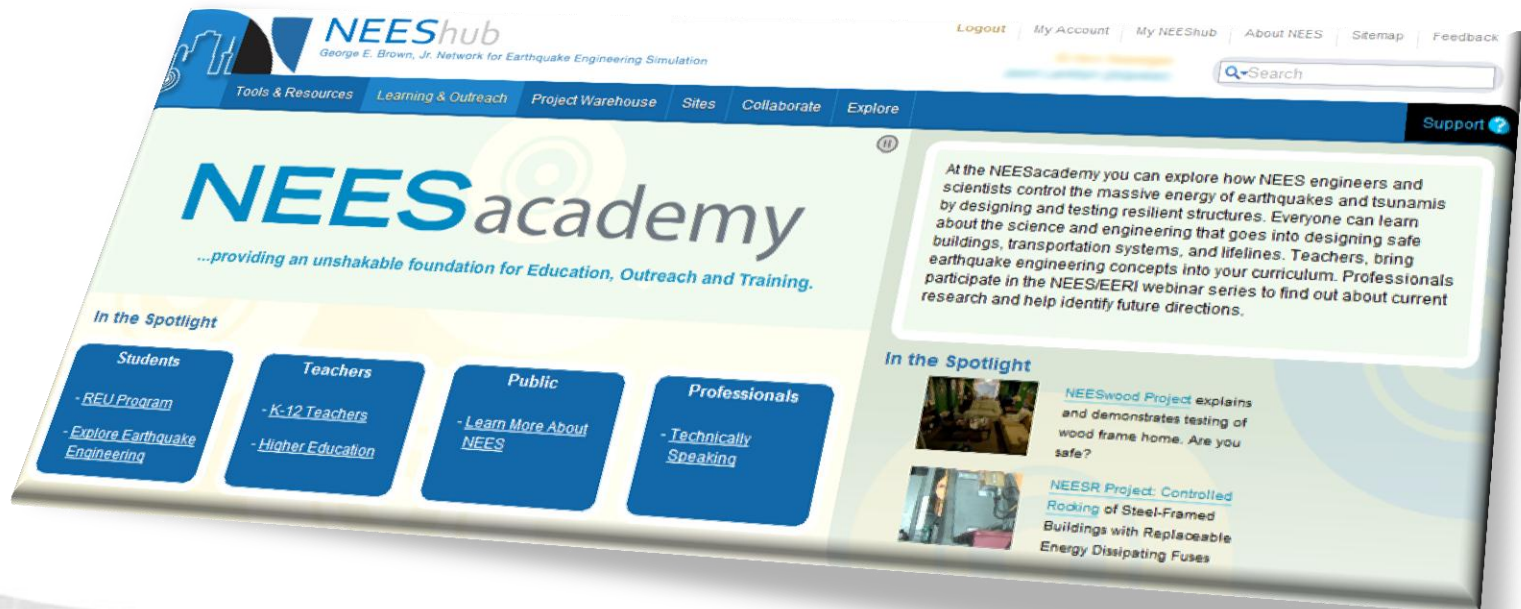 NEEShub
George E. Brown, Jr. Network for Earthquake Engineering Simulation
Logout My Account My NEEShub About NEES Sitemap Feedback
Search
Tools & Resources Learning & Outreach Project Warehouse Sites Collaborate Explore
Support ?
NEESacademy
...providing an unshakable foundation for Education, Outreach and Training.
At the NEESacademy you can explore how NEES engineers and
scientists control the massive energy of earthquakes and tsunamis
by designing and testing resilient structures. Everyone can learn
about the science and engineering that goes into designing safe
buildings, transportation systems, and lifelines. Teachers, bring
earthquake engineering concepts into your curriculum. Professionals
participate in the NEES/EERI webinar series to find out about current
research and help identify future directions.
In the Spotlight
Students
- REU Program
- Explore Earthquake
Engineering
Teachers
- K-12 Teachers
- Higher Education
Public
- Learn More About
NEES
Professionals
- Technically
Speaking
In the Spotlight
NEESwood Project explains
and demonstrates testing of
wood frame home. Are you
safe?
NEESR Project: Controlled
Rocking of Steel-Framed
Buildings with Replaceable
Energy Dissipating Fuses